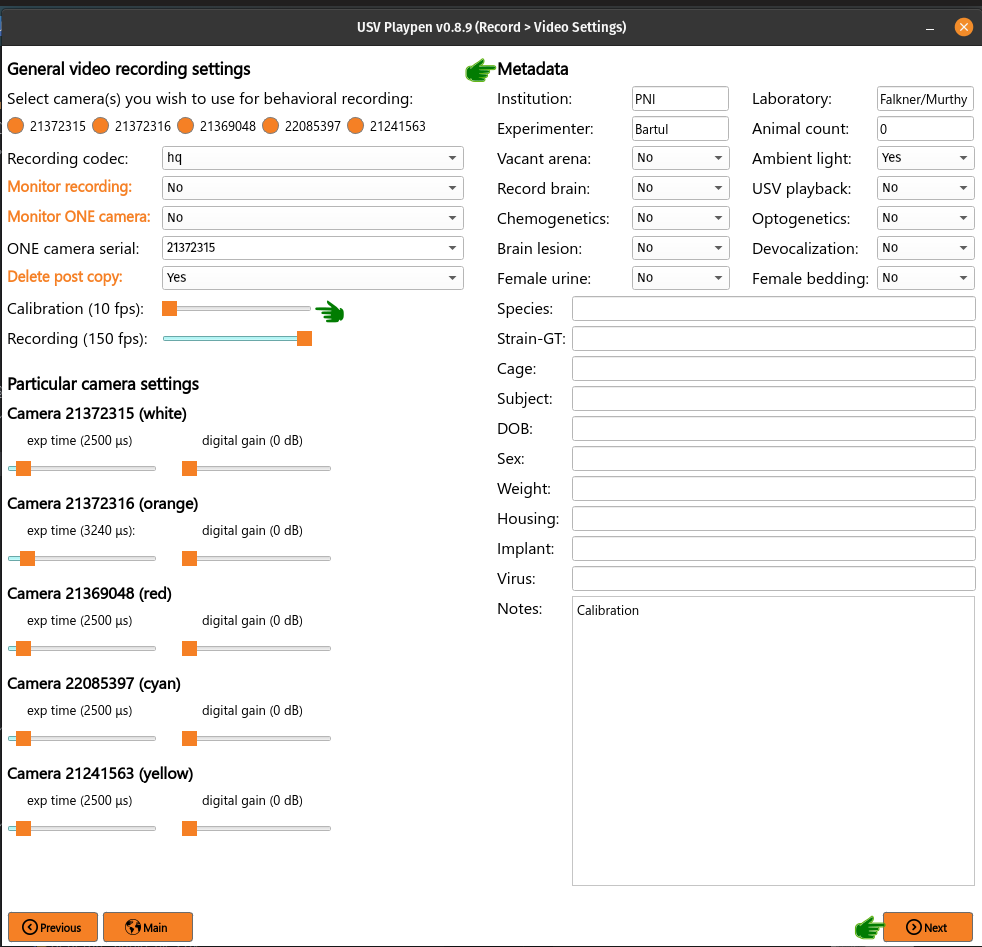 USV Playpen v0.8.9 (Record > Video Settings)
General video recording settings
Select camera(s) you wish to use for behavioral recording:
21372315 21372316 21369048 22085397 21241563
Recording codec: hq
Monitor recording: No
Monitor ONE camera: No
ONE camera serial: 21372315
Delete post copy: Yes
Calibration (10 fps):
Recording (150 fps):
Particular camera settings
Camera 21372315 (white)
exp time (2500 µs) digital gain (0 dB)
Camera 21372316 (orange)
exp time (3240 µs): digital gain (0 dB)
Camera 21369048 (red)
exp time (2500 µs) digital gain (0 dB)
Camera 22085397 (cyan)
exp time (2500 µs) digital gain (0 dB)
Camera 21241563 (yellow)
exp time (2500 µs) digital gain (0 dB)
Metadata
Institution: PNI Laboratory: Falkner/Murthy
Experimenter: Bartul Animal count: 0
Vacant arena: No Ambient light: Yes
Record brain: No USV playback: No
Chemogenetics: No Optogenetics: No
Brain lesion: No Devocalization: No
Female urine: No Female bedding: No
Species:
Strain-GT:
Cage:
Subject:
DOB:
Sex:
Weight:
Housing:
Implant:
Virus:
Notes: Calibration
Previous Main Next